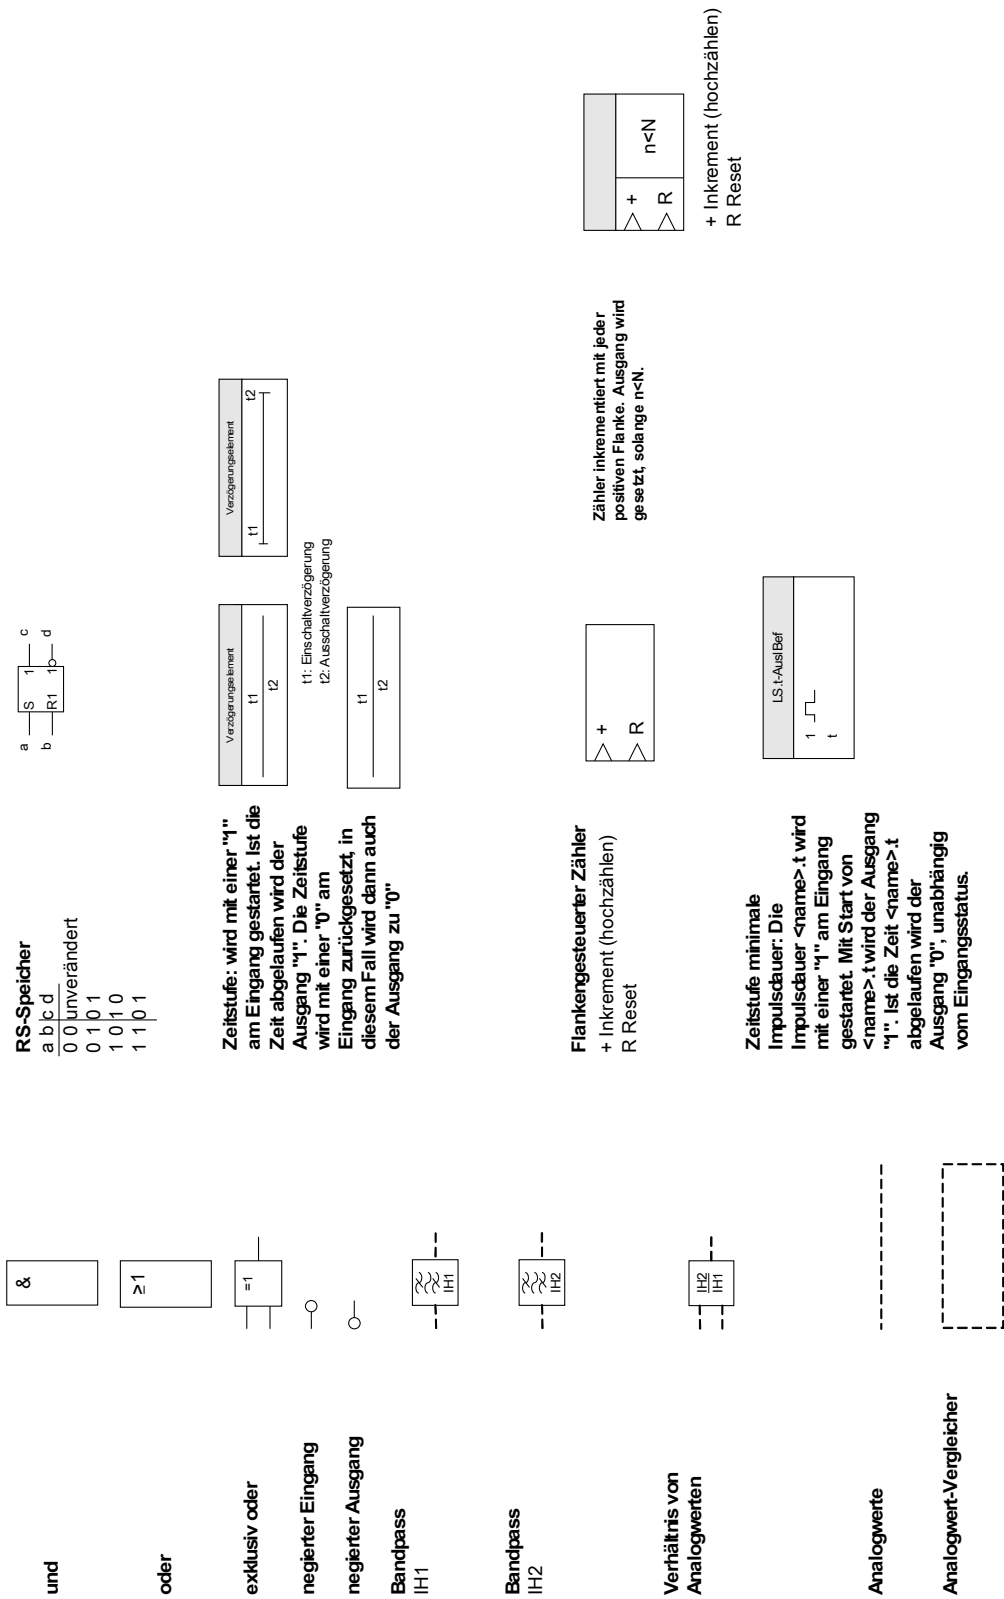 und
&
oder
≥1
exklusiv oder
=1
negierter Eingang
negierter Ausgang
Bandpass
IH1
IH1
Bandpass
IH2
IH2
Verhältnis von
Analogwerten
IH2
IH1
Analogwerte
Analogwert-Vergleicher
RS-Speicher
a b c d
0 0 unverändert
0 1 0 1
1 0 1 0
1 1 0 1
a S 1 c
b R1 1 d
Zeitstufe: wird mit einer "1"
am Eingang gestartet. Ist die
Zeit abgelaufen wird der
Ausgang "1". Die Zeitstufe
wird mit einer "0" am
Eingang zurückgesetzt, in
diesem Fall wird dann auch
der Ausgang zu "0"
Verzögerungselement
t1
t2
Verzögerungselement
t1 t2
t1: Einschaltverzögerung
t2: Ausschaltverzögerung
t1
t2
Flankengesteuerter Zähler
+ Inkrement (hochzählen)
R Reset
+
R
Zähler inkrementiert mit jeder
positiven Flanke. Ausgang wird
gesetzt, solange n<N.
+
R
n<N
+ Inkrement (hochzählen)
R Reset
Zeitstufe minimale
Impulsdauer: Die
Impulsdauer <name>.t wird
mit einer "1" am Eingang
gestartet. Mit Start von
<name>.t wird der Ausgang
"1". Ist die Zeit <name>.t
abgelaufen wird der
Ausgang "0", unabhängig
vom Eingangsstatus.
LS.t-AuslBef
1
t